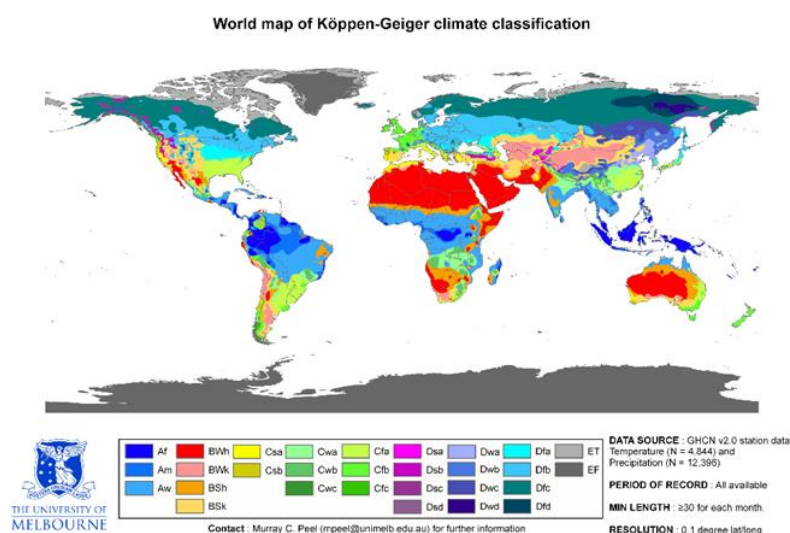 World map of Köppen-Geiger climate classification
Af BWh Csa Cwa Cfa Dsa Dwa Dfa ET
Am BWk Csb Cwb Cfb Dsb Dwb Dfb EF
Aw BSh Cwc Cfc Dsc Dwc Dfc
BSk Dsd Dwd Dfd
DATA SOURCE : GHCN v2.0 station data
Temperature (N = 4,844) and
Precipitation (N = 12,396)
PERIOD OF RECORD : All available
MIN LENGTH : ≥30 for each month.
RESOLUTION : 0.1 degree lat/long
THE UNIVERSITY OF
MELBOURNE
Contact : Murray C. Peel (mpeel@unimelb.edu.au) for further information